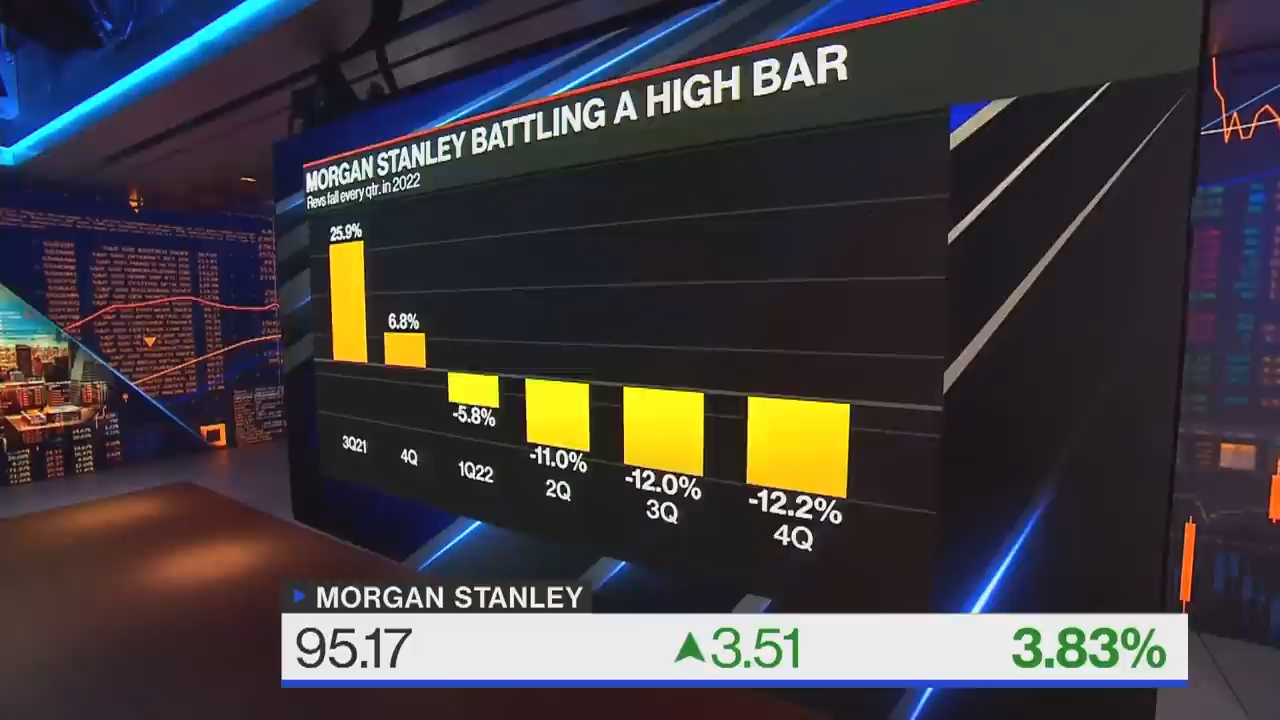 MORGAN STANLEY BATTLING A HIGH BAR
Revs fall every qtr. in 2022
25.9%
6.8%
-5.8%
-11.0%
-12.0%
-12.2%
3Q21
4Q
1Q22
2Q
3Q
4Q
MORGAN STANLEY
95.17 ▲3.51 3.83%